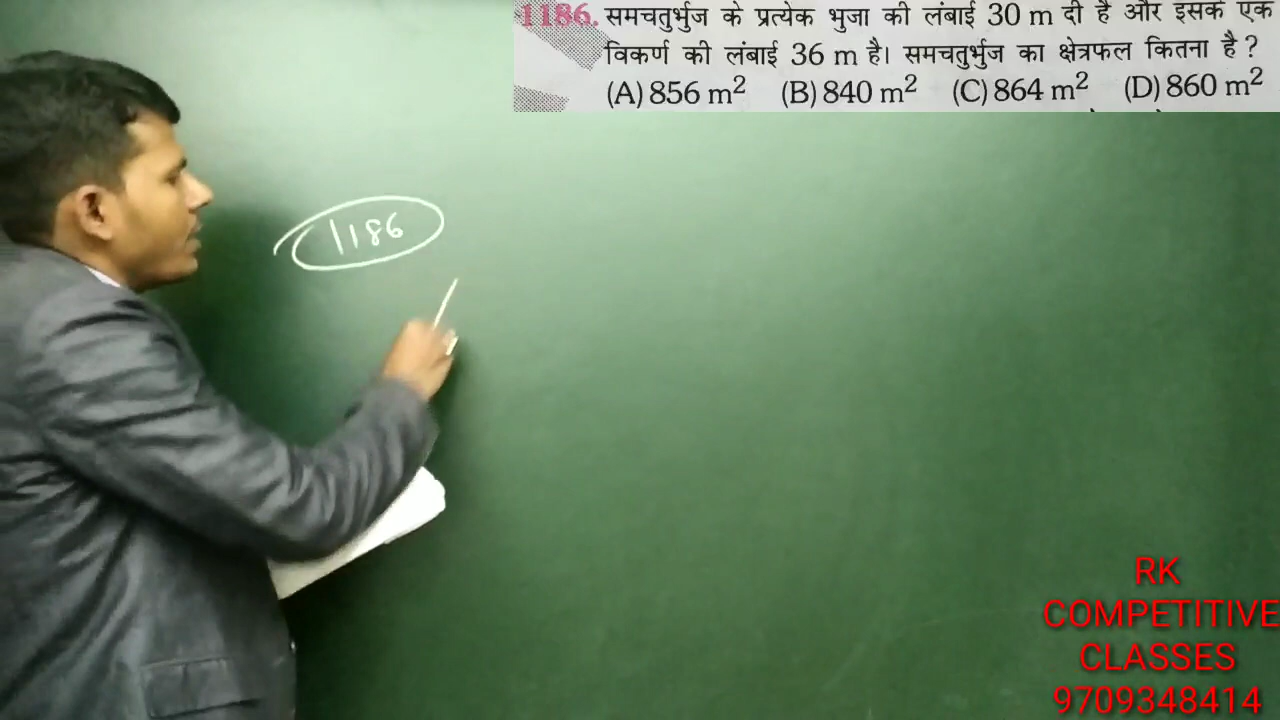 1186. समचतुर्भुज के प्रत्येक भुजा की लंबाई 30 m दी है और इसके एक
विकर्ण की लंबाई 36 m है। समचतुर्भुज का क्षेत्रफल कितना है ?
(A) 856 m² (B) 840 m² (C) 864 m² (D) 860 m²
1186
RK
COMPETITIVE
CLASSES
9709348414